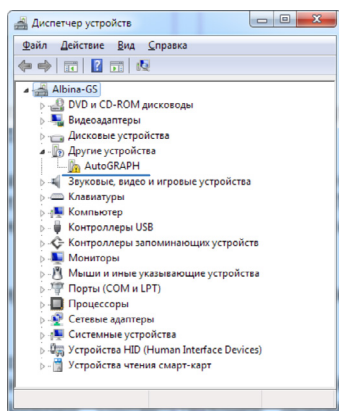 Диспетчер устройств
Файл Действие Вид Справка
Albina-GS
DVD и CD-ROM дисководы
Видеоадаптеры
Дисковые устройства
Другие устройства
AutoGRAPH
Звуковые, видео и игровые устройства
Клавиатуры
Компьютер
Контроллеры USB
Контроллеры запоминающих устройств
Мониторы
Мыши и иные указывающие устройства
Порты (COM и LPT)
Процессоры
Сетевые адаптеры
Системные устройства
Устройства HID (Human Interface Devices)
Устройства чтения смарт-карт